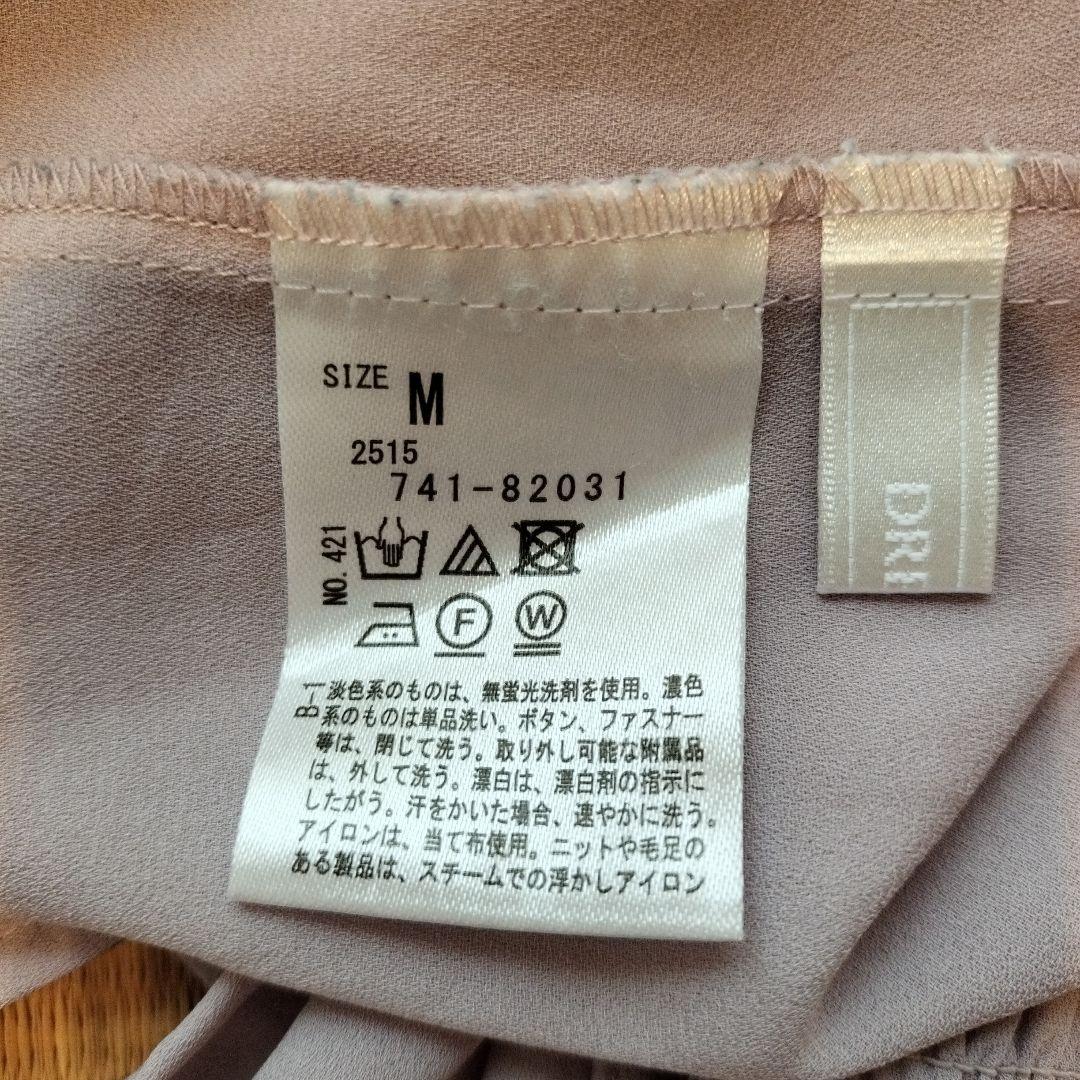 SIZE M
2515
741-82031
NO. 421
F W
B-1
淡色系のものは、無蛍光洗剤を使用。濃色
系のものは単品洗い。ボタン、ファスナー
等は、閉じて洗う。取り外し可能な附属品
は、外して洗う。漂白は、漂白剤の指示に
したがう。汗をかいた場合、速やかに洗う。
アイロンは、当て布使用。ニットや毛足の
ある製品は、スチームでの浮かしアイロン
DR